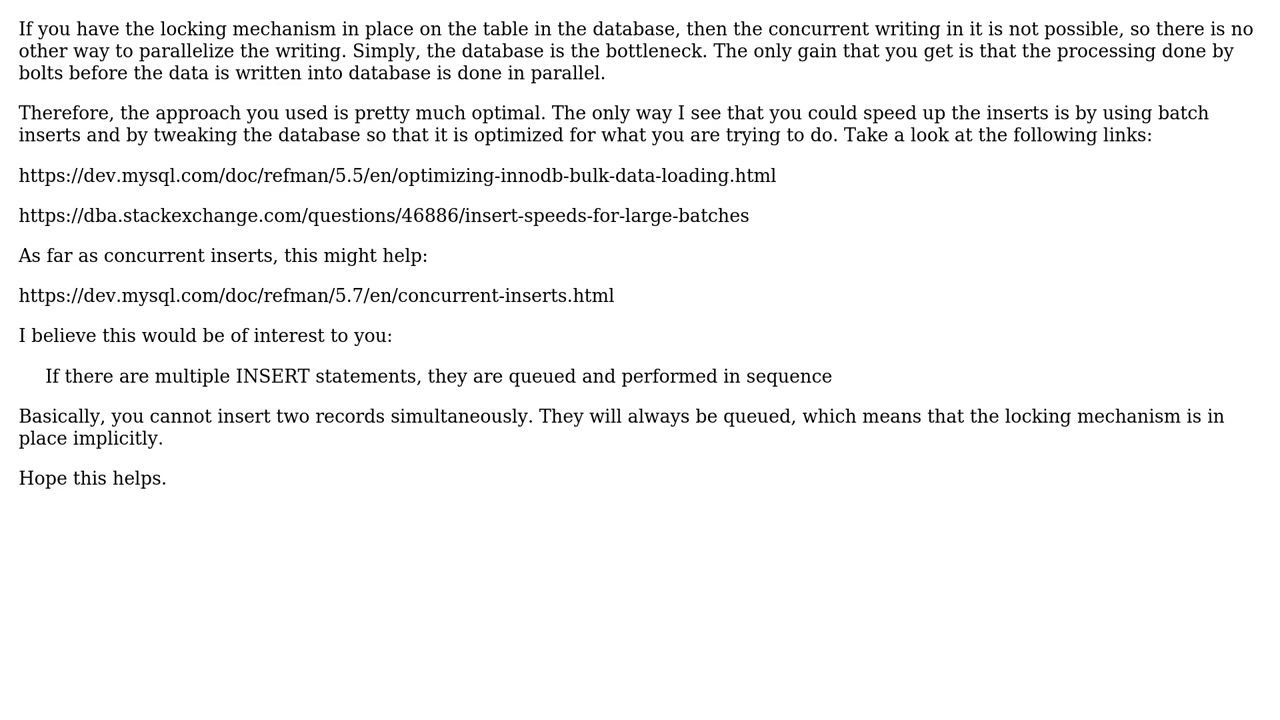 If you have the locking mechanism in place on the table in the database, then the concurrent writing in it is not possible, so there is no
other way to parallelize the writing. Simply, the database is the bottleneck. The only gain that you get is that the processing done by
bolts before the data is written into database is done in parallel.
Therefore, the approach you used is pretty much optimal. The only way I see that you could speed up the inserts is by using batch
inserts and by tweaking the database so that it is optimized for what you are trying to do. Take a look at the following links:
https://dev.mysql.com/doc/refman/5.5/en/optimizing-innodb-bulk-data-loading.html
https://dba.stackexchange.com/questions/46886/insert-speeds-for-large-batches
As far as concurrent inserts, this might help:
https://dev.mysql.com/doc/refman/5.7/en/concurrent-inserts.html
I believe this would be of interest to you:
If there are multiple INSERT statements, they are queued and performed in sequence
Basically, you cannot insert two records simultaneously. They will always be queued, which means that the locking mechanism is in
place implicitly.
Hope this helps.